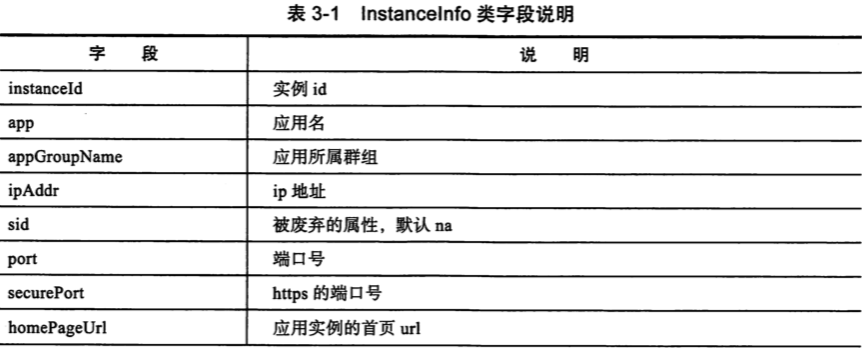 表 3-1 InstanceInfo 类字段说明
字 段 说 明
instanceId 实例 id
app 应用名
appGroupName 应用所属群组
ipAddr ip 地址
sid 被废弃的属性，默认 na
port 端口号
securePort https 的端口号
homePageUrl 应用实例的首页 url